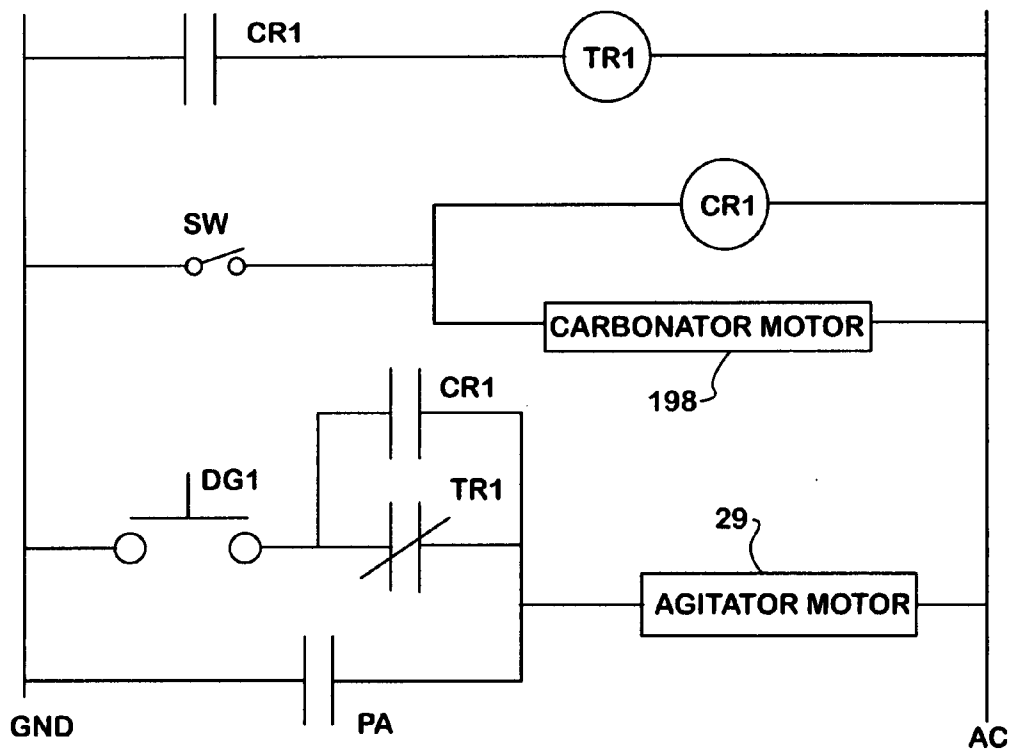 CR1
TR1
SW
CR1
CARBONATOR MOTOR
198
CR1
DG1
TR1
29
AGITATOR MOTOR
PA
GND
AC